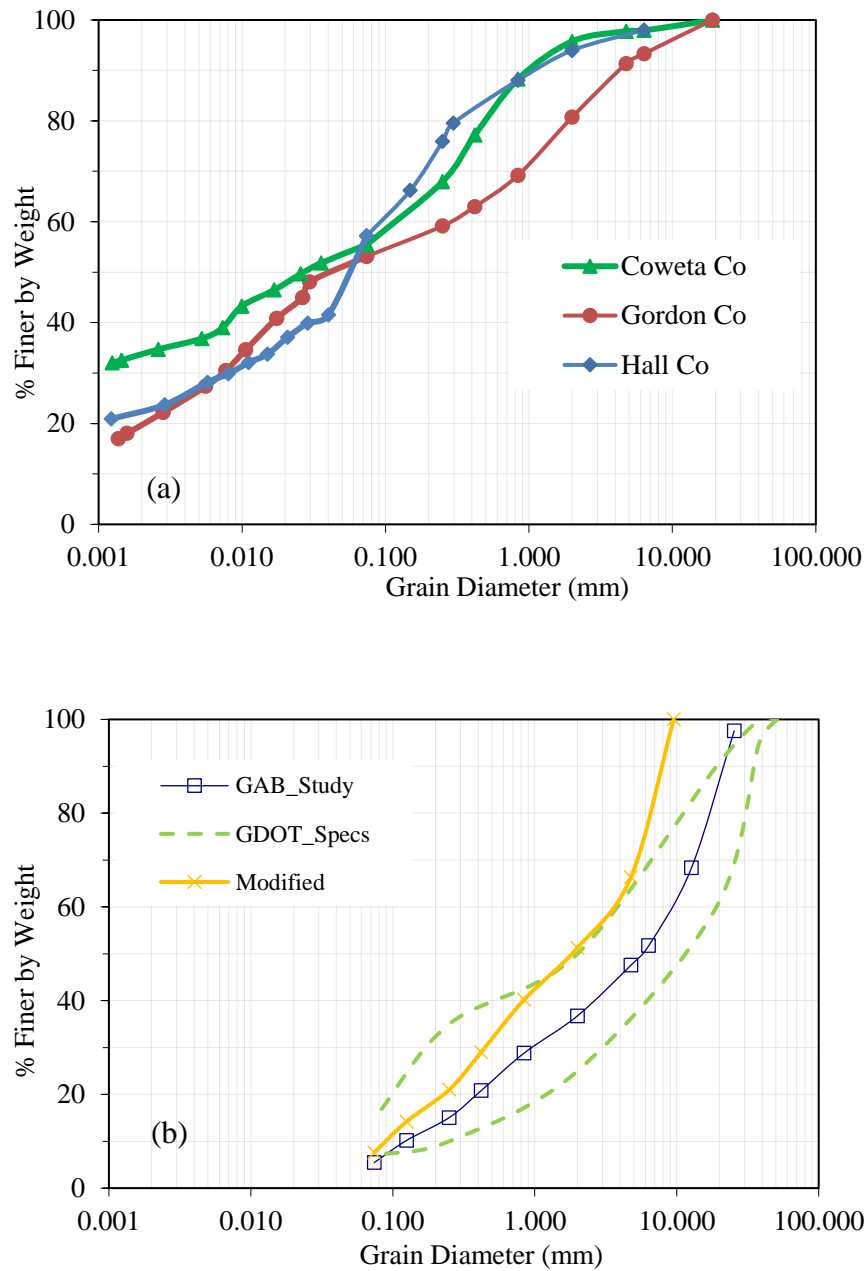 100
80
60
40
20
0
% Finer by Weight
Coweta Co
Gordon Co
Hall Co
(a)
0.001 0.010 0.100 1.000 10.000 100.000
Grain Diameter (mm)
100
80
60
40
20
0
% Finer by Weight
GAB_Study
GDOT_Specs
Modified
(b)
0.001 0.010 0.100 1.000 10.000 100.000
Grain Diameter (mm)